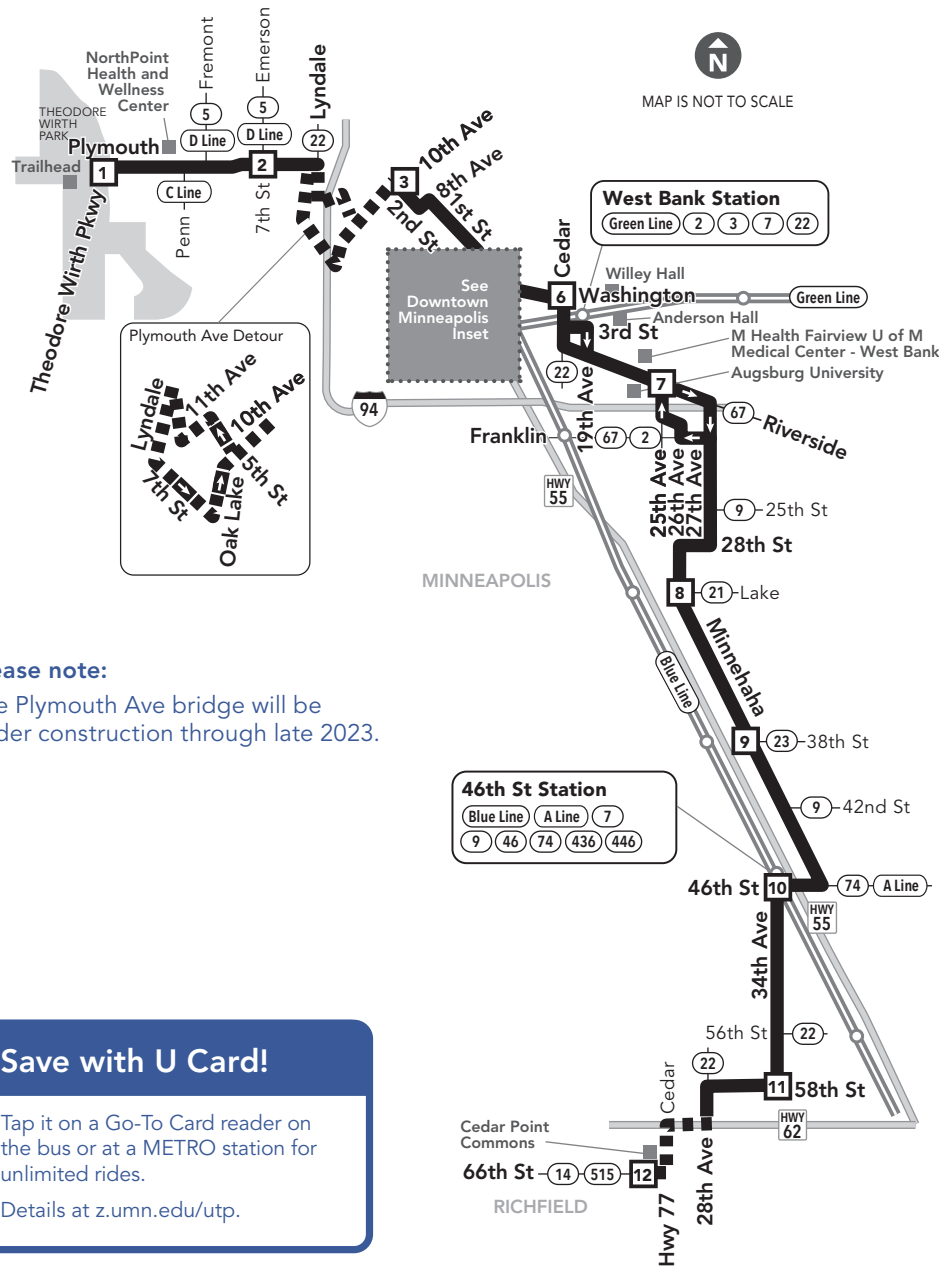 N
MAP IS NOT TO SCALE
NorthPoint
Health and
Wellness
Center
Fremont
Emerson
Lyndale
5
5
D Line
D Line
22
THEODORE
WIRTH
PARK
Plymouth
Trailhead
1
2
3
C Line
Penn
7th St
10th Ave
8th Ave
1st St
2nd St
Theodore Wirth Pkwy
See
Downtown
Minneapolis
Inset
West Bank Station
Green Line 2 3 7 22
Cedar
Willey Hall
6 Washington
Green Line
Anderson Hall
3rd St
M Health Fairview U of M
Medical Center - West Bank
Augsburg University
22
19th Ave
7
67 Riverside
94
Franklin 67 2
HWY
55
25th Ave
26th Ave
27th Ave
9 25th St
28th St
Plymouth Ave Detour
Lyndale
11th Ave
10th Ave
7th St
5th St
Oak Lake
MINNEAPOLIS
8 21 Lake
Minnehaha
Blue Line
9 23 38th St
9 42nd St
ease note:
e Plymouth Ave bridge will be
der construction through late 2023.
46th St Station
Blue Line A Line 7
9 46 74 436 446
46th St 10
74 A Line
HWY
55
34th Ave
56th St 22
22
11 58th St
Cedar
HWY
62
Cedar Point
Commons
66th St 14 515 12
RICHFIELD
Hwy 77
28th Ave
Save with U Card!
Tap it on a Go-To Card reader on
the bus or at a METRO station for
unlimited rides.
Details at z.umn.edu/utp.